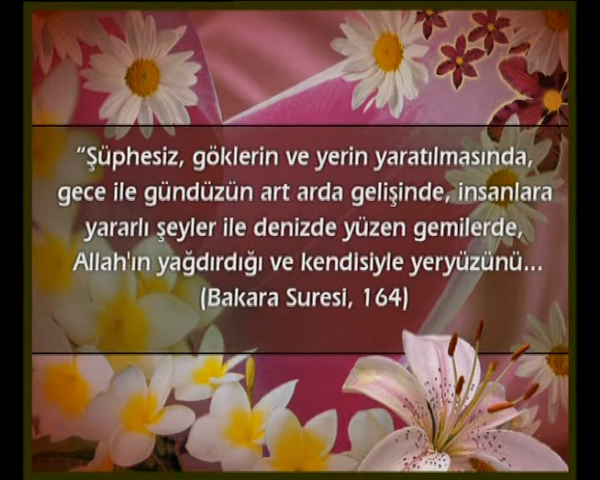 “Şüphesiz, göklerin ve yerin yaratılmasında,
gece ile gündüzün art arda gelişinde, insanlara
yararlı şeyler ile denizde yüzen gemilerde,
Allah'ın yağdırdığı ve kendisiyle yeryüzünü...
(Bakara Suresi, 164)